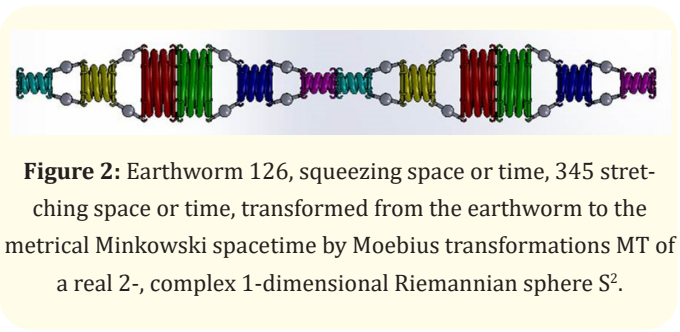 Figure 2: Earthworm 126, squeezing space or time, 345 stret-
ching space or time, transformed from the earthworm to the
metrical Minkowski spacetime by Moebius transformations MT of
a real 2-, complex 1-dimensional Riemannian sphere S².